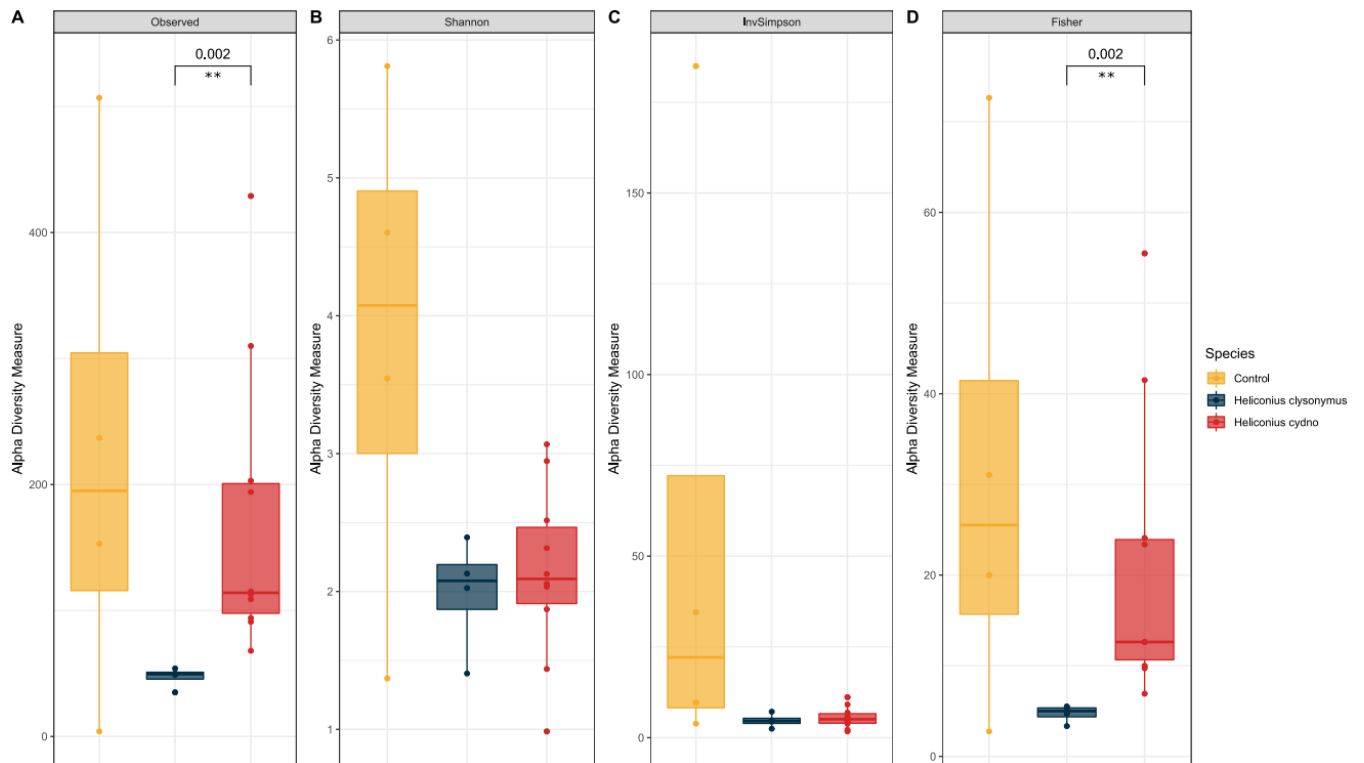 A
Observed
B
Shannon
C
InvSimpson
D
Fisher
Alpha Diversity Measure
0
200
400
0.002
**
Alpha Diversity Measure
1
2
3
4
5
6
Alpha Diversity Measure
0
50
100
150
Alpha Diversity Measure
0
20
40
60
0.002
**
Species
Control
Heliconius clysonymus
Heliconius cydno